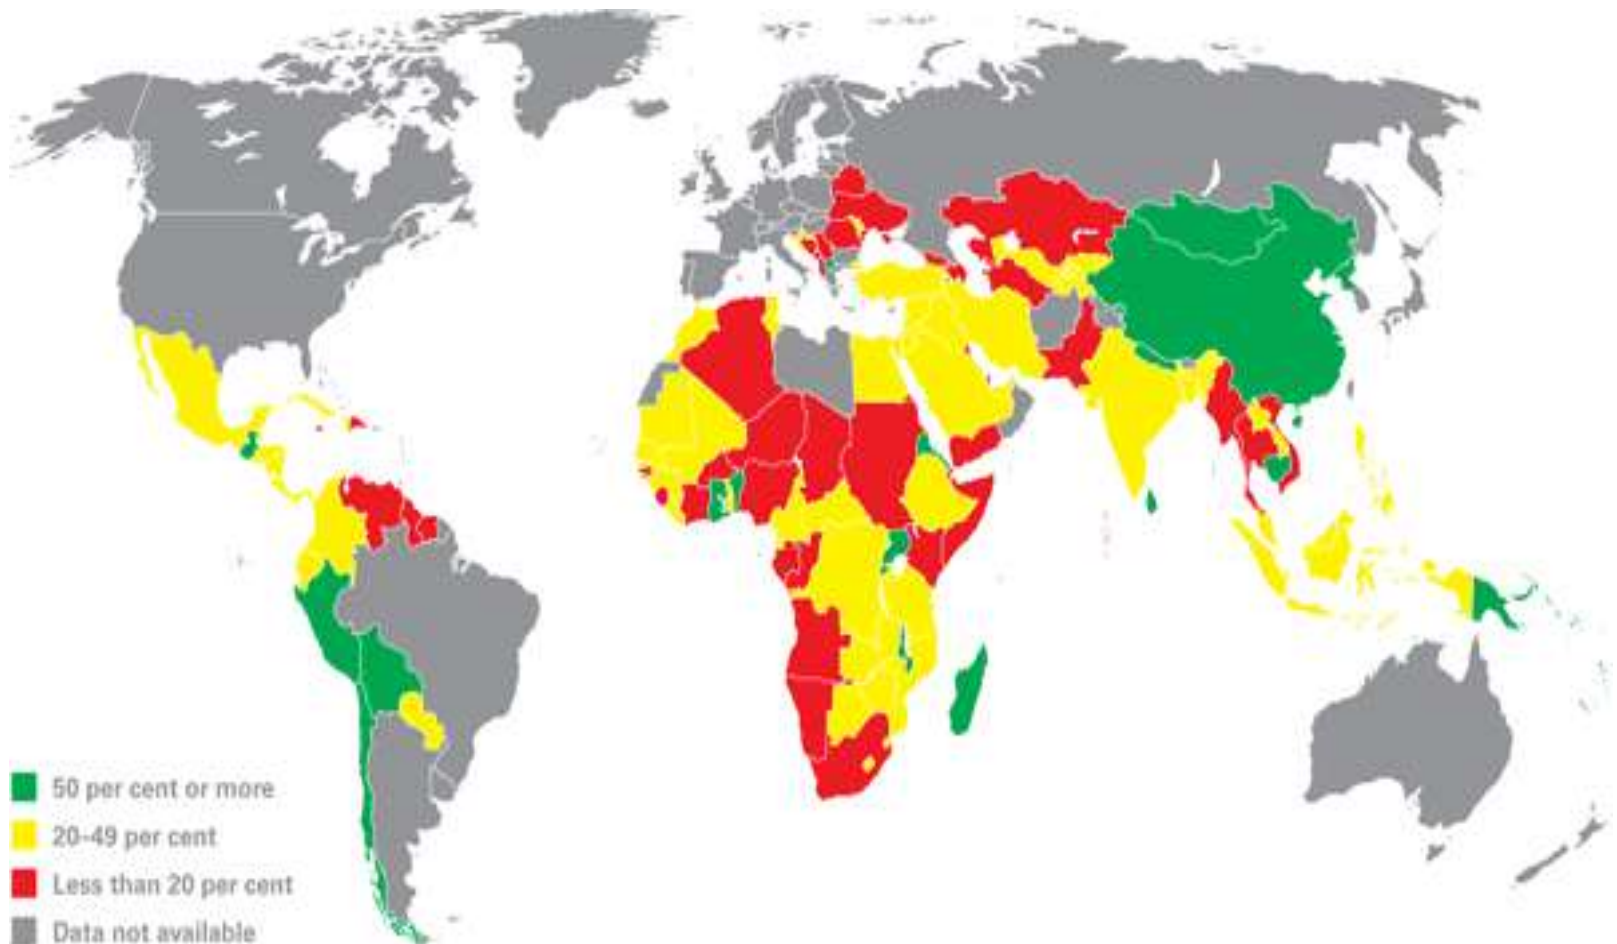 50 per cent or more
20-49 per cent
Less than 20 per cent
Data not available